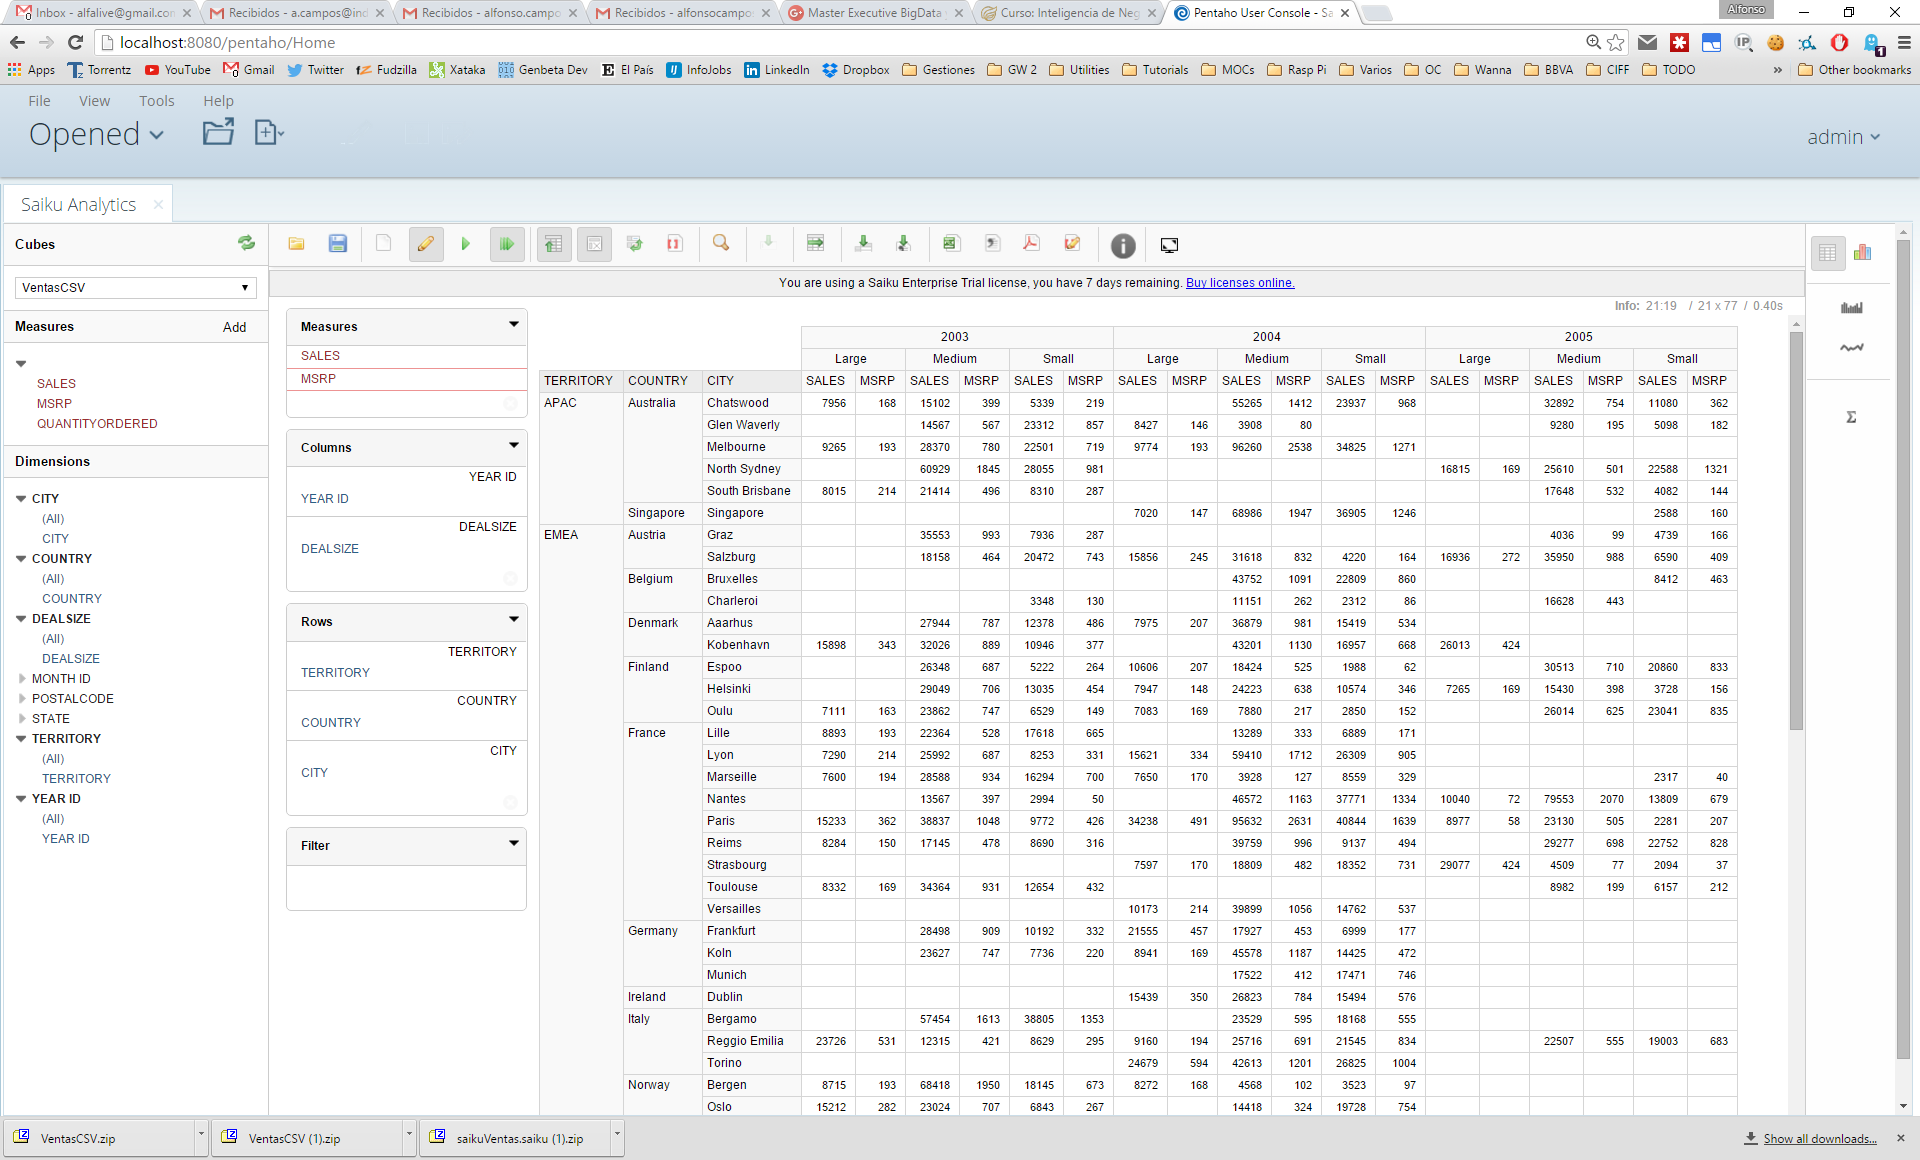 Inbox - alfalive@gmail.con
Recibidos - a.campos@ind
Recibidos - alfonso.campo
Recibidos - alfonsocampo
Master Executive BigData
Curso: Inteligencia de Neg
Pentaho User Console - Sa
Alfonso
localhost:8080/pentaho/Home
Apps Torrentz YouTube Gmail Twitter Fudzilla Xataka Genbeta Dev El País InfoJobs LinkedIn Dropbox Gestiones GW 2 Utilities Tutorials MOCs Rasp Pi Varios OC Wanna BBVA CIFF TODO » Other bookmarks
File View Tools Help
Opened
admin
Saiku Analytics
Cubes
VentasCSV
Measures Add
SALES
MSRP
QUANTITYORDERED
Dimensions
CITY
(All)
CITY
COUNTRY
(All)
COUNTRY
DEALSIZE
(All)
DEALSIZE
MONTH ID
POSTALCODE
STATE
TERRITORY
(All)
TERRITORY
YEAR ID
(All)
YEAR ID
You are using a Saiku Enterprise Trial license, you have 7 days remaining. Buy licenses online.
Info: 21:19 / 21 x 77 / 0.40s
Measures
SALES
MSRP
Columns
YEAR ID
YEAR ID
DEALSIZE
DEALSIZE
Rows
TERRITORY
TERRITORY
COUNTRY
COUNTRY
CITY
CITY
Filter
2003 2004 2005
Large Medium Small Large Medium Small Large Medium Small
TERRITORY COUNTRY CITY SALES MSRP SALES MSRP SALES MSRP SALES MSRP SALES MSRP SALES MSRP SALES MSRP SALES MSRP SALES MSRP
APAC Australia Chatswood 7956 168 15102 399 5339 219 55265 1412 23937 968 32892 754 11080 362
Glen Waverly 14567 567 23312 857 8427 146 3908 80 9280 195 5098 182
Melbourne 9265 193 28370 780 22501 719 9774 193 96260 2538 34825 1271
North Sydney 60929 1845 28055 981 16815 169 25610 501 22588 1321
South Brisbane 8015 214 21414 496 8310 287 17648 532 4082 144
Singapore Singapore 7020 147 68986 1947 36905 1246 2588 160
EMEA Austria Graz 35553 993 7936 287 4036 99 4739 166
Salzburg 18158 464 20472 743 15856 245 31618 832 4220 164 16936 272 35950 988 6590 409
Belgium Bruxelles 43752 1091 22809 860 8412 463
Charleroi 3348 130 11151 262 2312 86 16628 443
Denmark Aaarhus 27944 787 12378 486 7975 207 36879 981 15419 534
Kobenhavn 15898 343 32026 889 10946 377 43201 1130 16957 668 26013 424
Finland Espoo 26348 687 5222 264 10606 207 18424 525 1988 62 30513 710 20860 833
Helsinki 29049 706 13035 454 7947 148 24223 638 10574 346 7265 169 15430 398 3728 156
Oulu 7111 163 23862 747 6529 149 7083 169 7880 217 2850 152 26014 625 23041 835
France Lille 8893 193 22364 528 17618 665 13289 333 6889 171
Lyon 7290 214 25992 687 8253 331 15621 334 59410 1712 26309 905
Marseille 7600 194 28588 934 16294 700 7650 170 3928 127 8559 329 2317 40
Nantes 13567 397 2994 50 46572 1163 37771 1334 10040 72 79553 2070 13809 679
Paris 15233 362 38837 1048 9772 426 34238 491 95632 2631 40844 1639 8977 58 23130 505 2281 207
Reims 8284 150 17145 478 8690 316 39759 996 9137 494 29277 698 22752 828
Strasbourg 7597 170 18809 482 18352 731 29077 424 4509 77 2094 37
Toulouse 8332 169 34364 931 12654 432 8982 199 6157 212
Versailles 10173 214 39899 1056 14762 537
Germany Frankfurt 28498 909 10192 332 21555 457 17927 453 6999 177
Koln 23627 747 7736 220 8941 169 45578 1187 14425 472
Munich 17522 412 17471 746
Ireland Dublin 15439 350 26823 784 15494 576
Italy Bergamo 57454 1613 38805 1353 23529 595 18168 555
Reggio Emilia 23726 531 12315 421 8629 295 9160 194 25716 691 21545 834 22507 555 19003 683
Torino 24679 594 42613 1201 26825 1004
Norway Bergen 8715 193 68418 1950 18145 673 8272 168 4568 102 3523 97
Oslo 15212 282 23024 707 6843 267 14418 324 19728 754
VentasCSV.zip
VentasCSV (1).zip
saikuVentas.saiku (1).zip
Show all downloads...